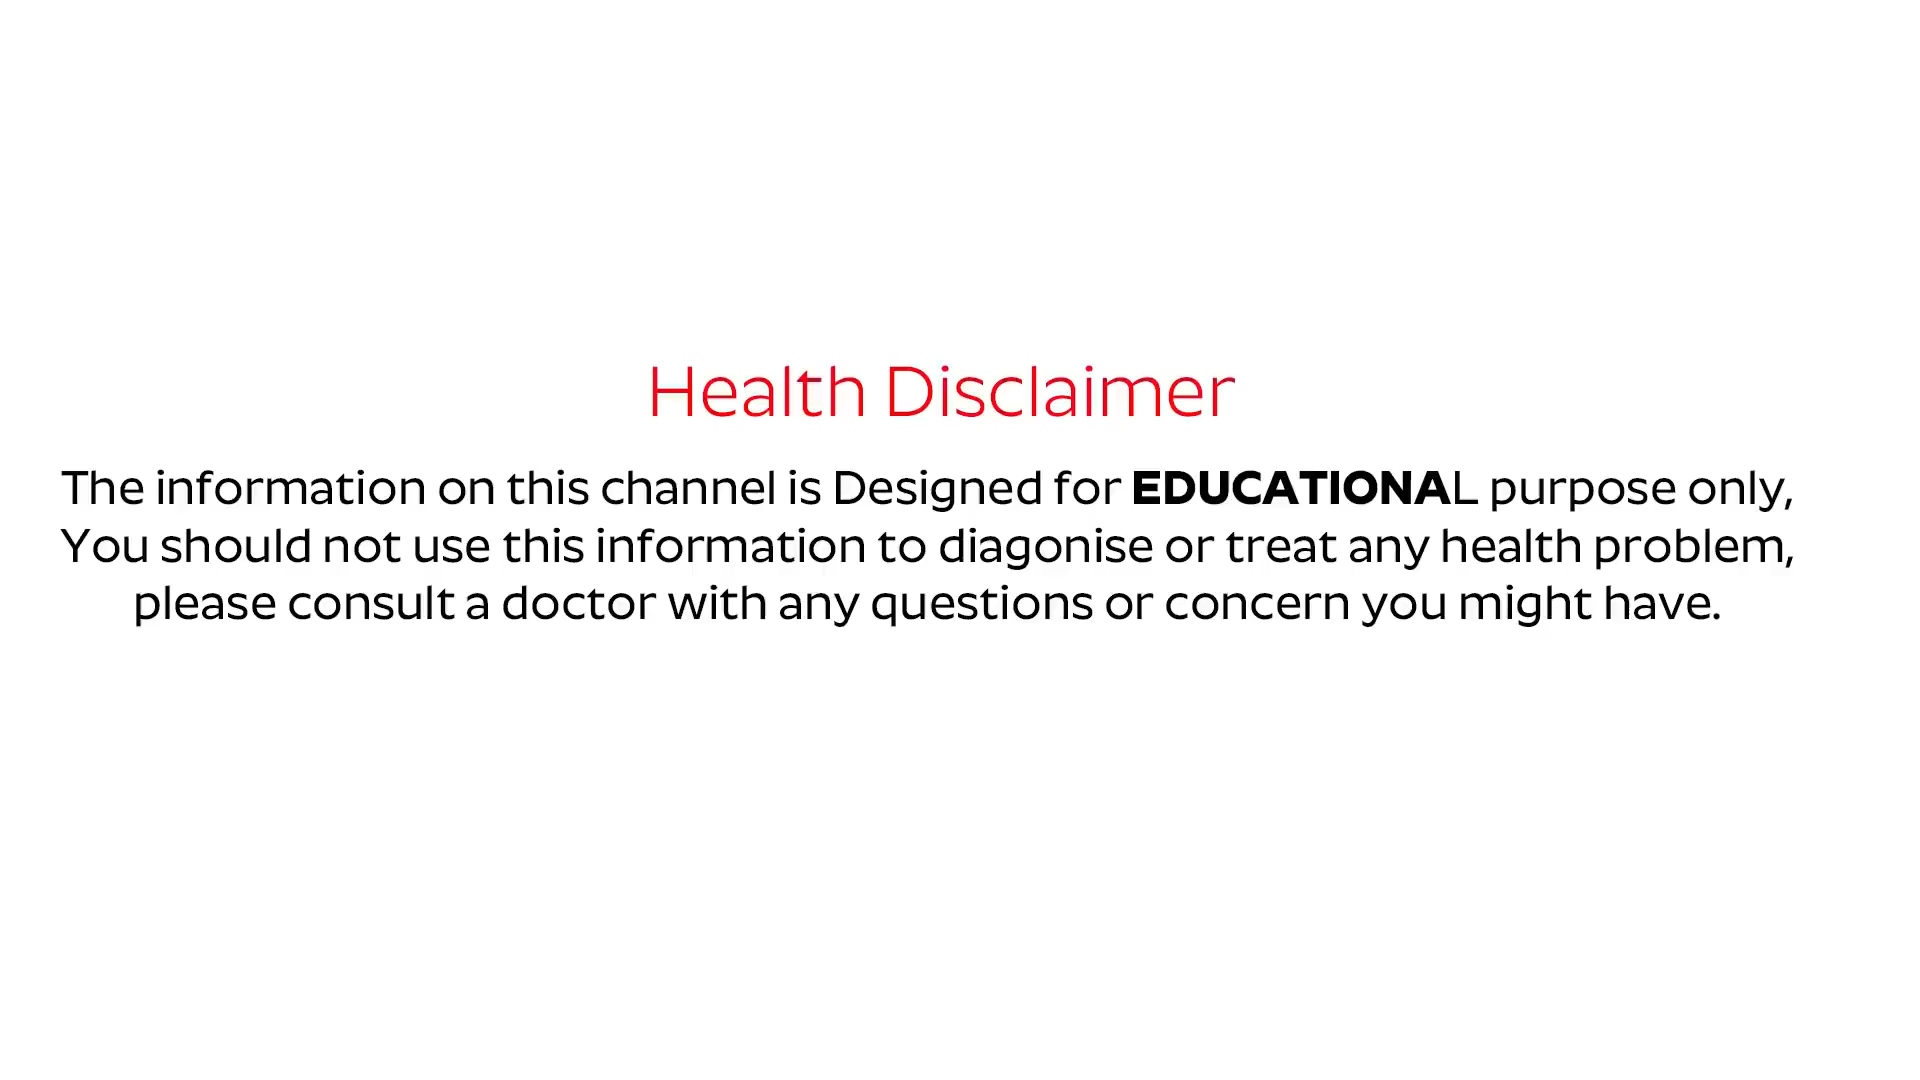 Health Disclaimer
The information on this channel is Designed for EDUCATIONAL purpose only,
You should not use this information to diagonise or treat any health problem,
please consult a doctor with any questions or concern you might have.